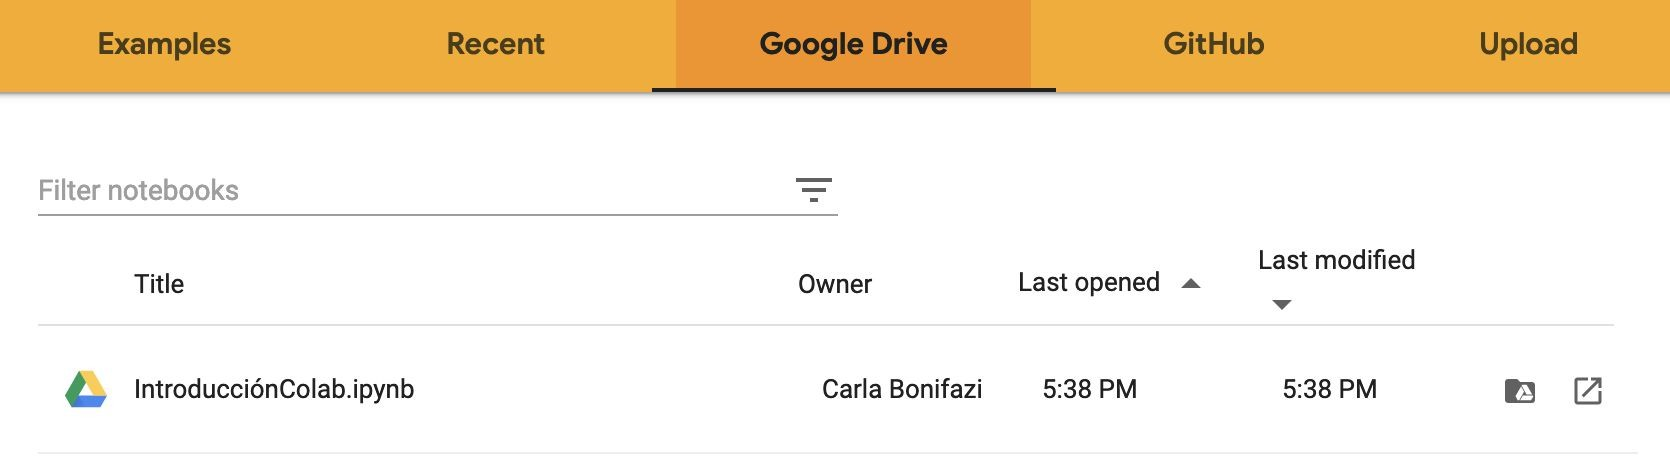 Examples Recent Google Drive GitHub Upload
Filter notebooks
Title Owner Last opened Last modified
IntroducciónColab.ipynb Carla Bonifazi 5:38 PM 5:38 PM